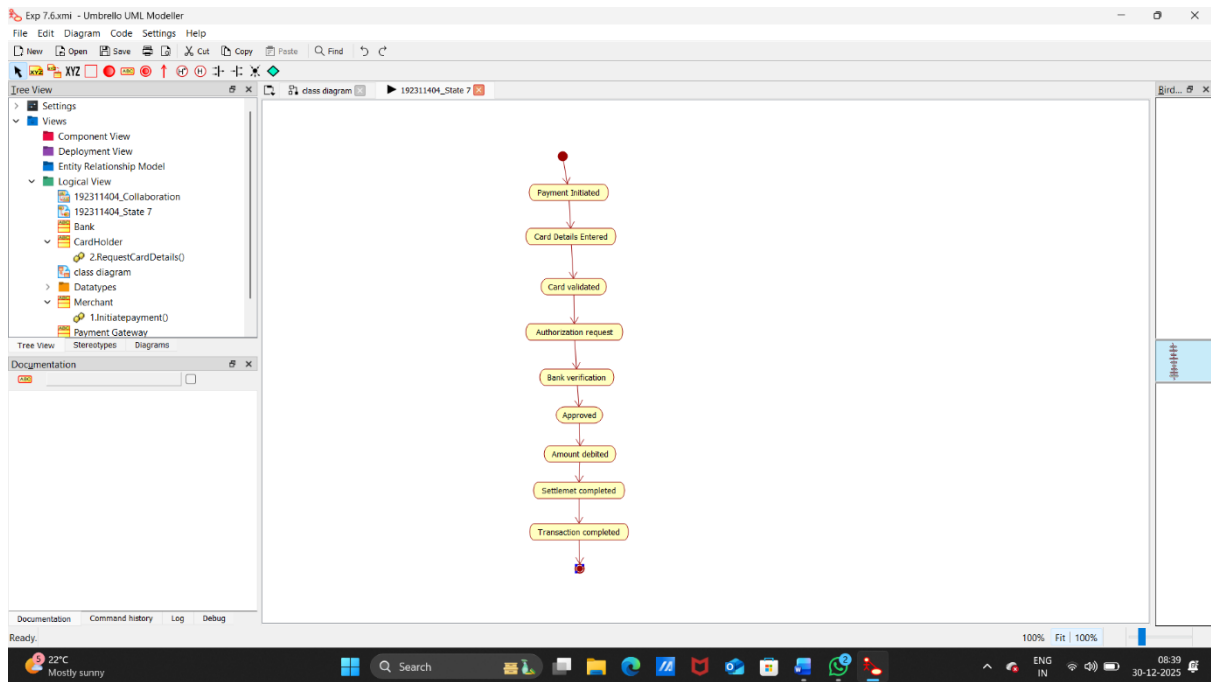 Exp 7.6.xmi - Umbrello UML Modeller
File Edit Diagram Code Settings Help
New Open Save Cut Copy Paste Find
XYZ XYZ ABC
Tree View
class diagram 192311404_State 7
Bird...
Settings
Views
Component View
Deployment View
Entity Relationship Model
Logical View
192311404_Collaboration
192311404_State 7
Bank
CardHolder
2.RequestCardDetails()
class diagram
Datatypes
Merchant
1.Initiatepayment()
Payment Gateway
Tree View Stereotypes Diagrams
Documentation
ABC
Payment Initiated
Card Details Entered
Card validated
Authorization request
Bank verification
Approved
Amount debited
Settlemet completed
Transaction completed
Documentation Command history Log Debug
Ready.
100% Fit 100%
5 22°C
Mostly sunny
Search
ENG
IN
08:39
30-12-2025